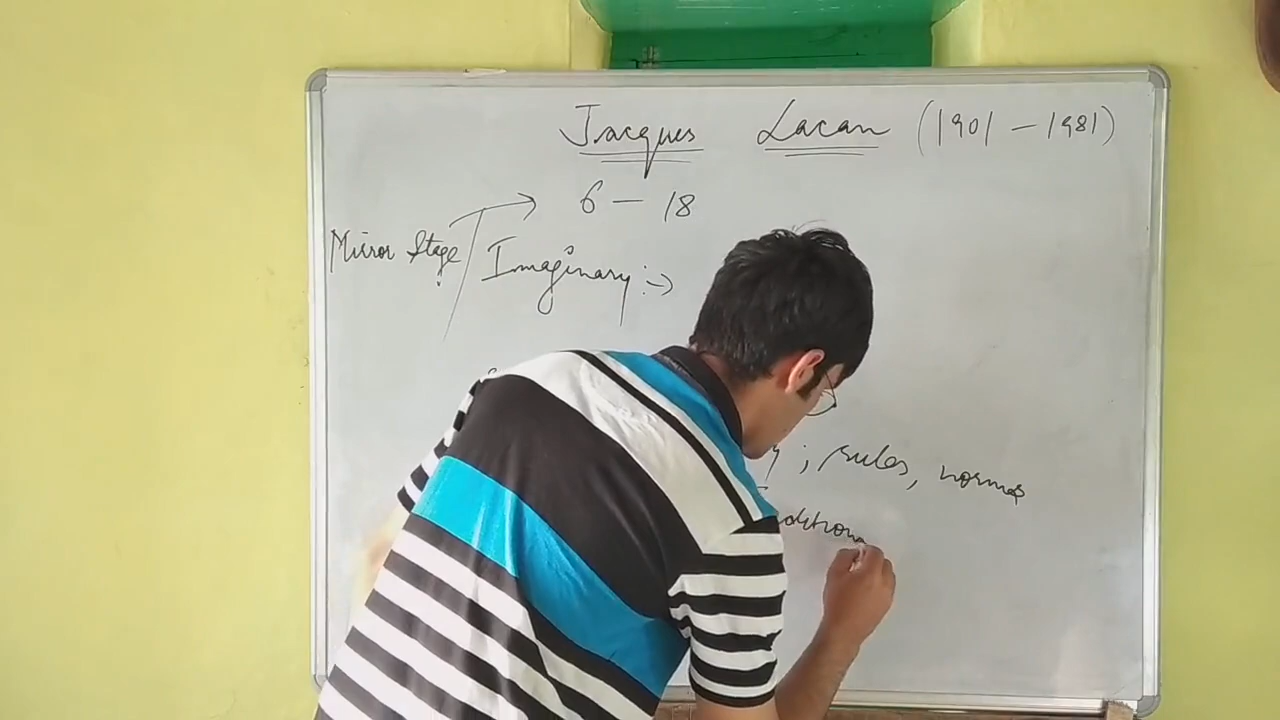 Jacques Lacan (1901 – 1981)
6 – 18
Mirror Stage / Imaginary :→
; rules, norms